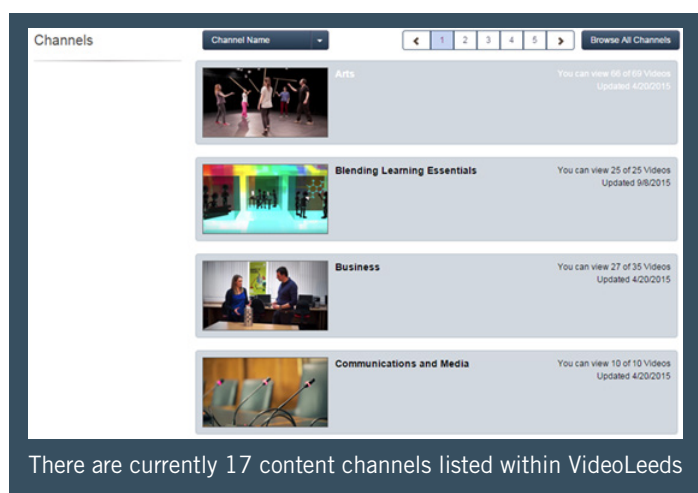 Channels
Channel Name
1 2 3 4 5
Browse All Channels
Arts
You can view 66 of 69 Videos
Updated 4/20/2015
Blending Learning Essentials
You can view 25 of 25 Videos
Updated 9/8/2015
Business
You can view 27 of 35 Videos
Updated 4/20/2015
Communications and Media
You can view 10 of 10 Videos
Updated 4/20/2015
There are currently 17 content channels listed within VideoLeeds